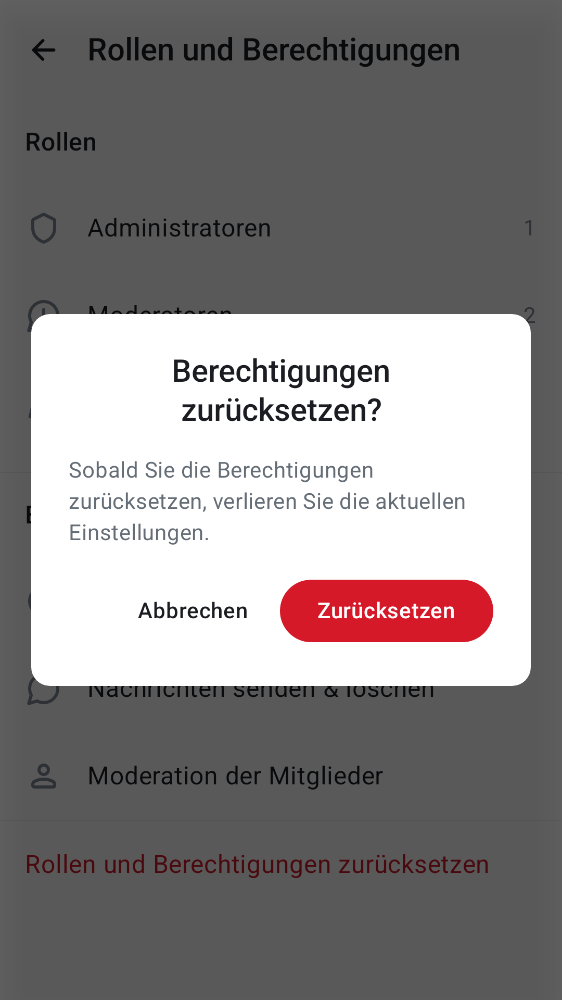 Rollen und Berechtigungen
Rollen
Administratoren 1
Moderatoren 2
Berechtigungen
zurücksetzen?
Sobald Sie die Berechtigungen
zurücksetzen, verlieren Sie die aktuellen
Einstellungen.
Abbrechen Zurücksetzen
Nachrichten senden & löschen
Moderation der Mitglieder
Rollen und Berechtigungen zurücksetzen